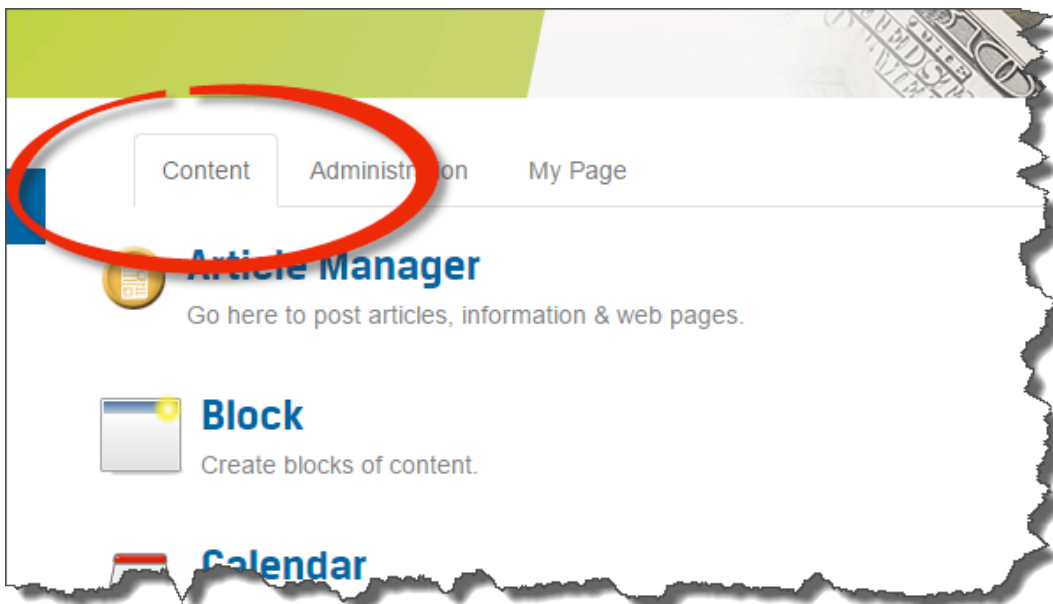 Content Administration My Page
Article Manager
Go here to post articles, information & web pages.
Block
Create blocks of content.
Calendar